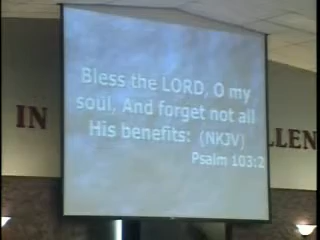 Bless the LORD, O my
soul, And forget not all
His benefits: (NKJV)
Psalm 103:2
IN
LLEN